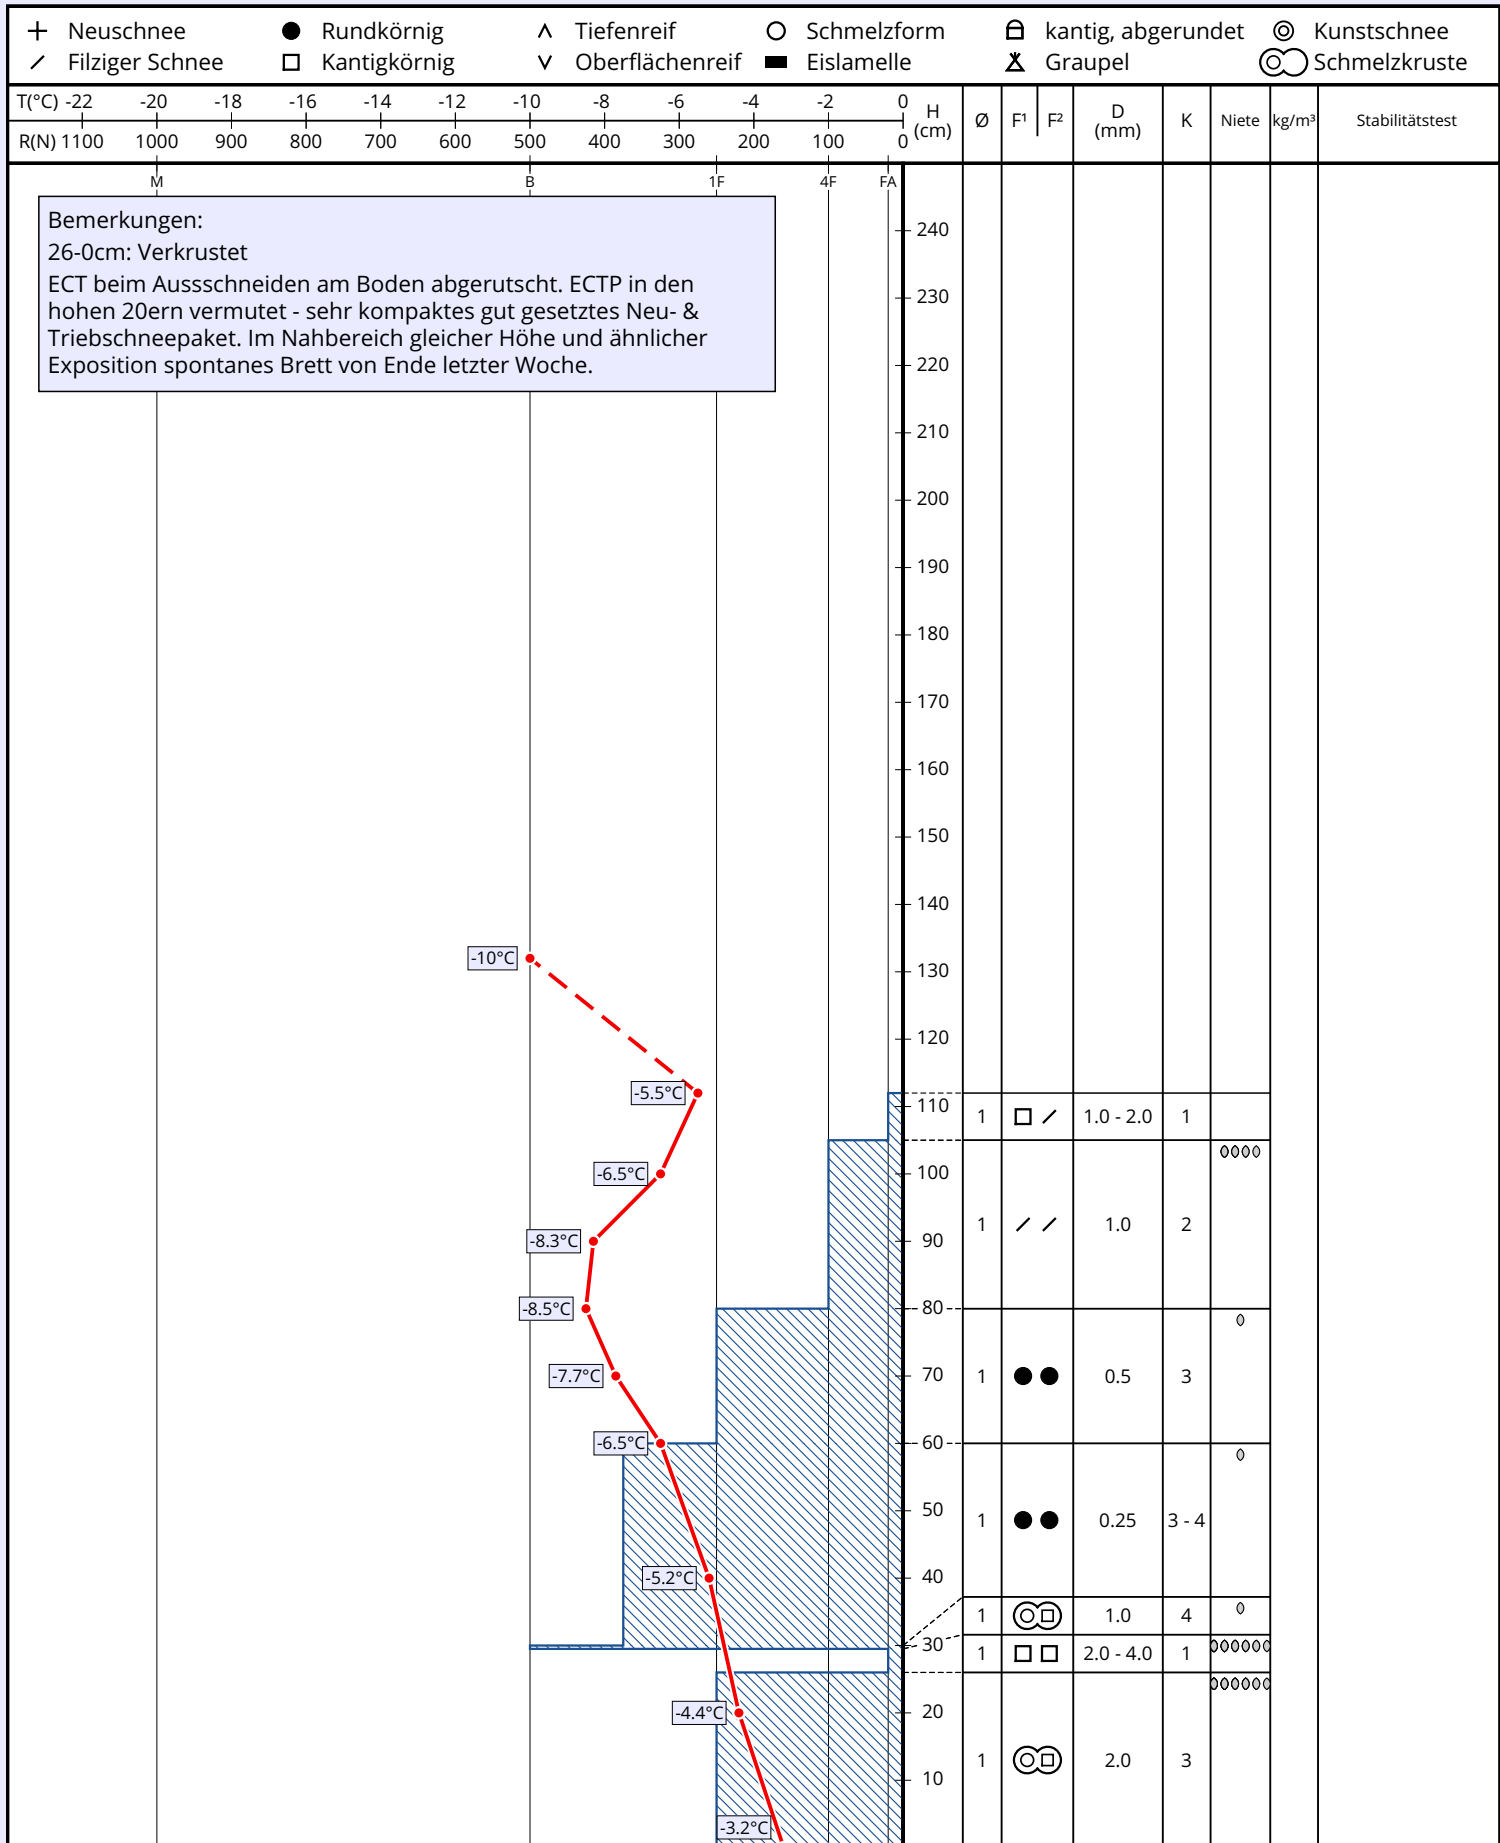 Neuschnee Rundkörnig Tiefenreif Schmelzform kantig, abgerundet Kunstschnee
Filziger Schnee Kantigkörnig Oberflächenreif Eislamelle Graupel Schmelzkruste
T(°C) -22 -20 -18 -16 -14 -12 -10 -8 -6 -4 -2 0
R(N) 1100 1000 900 800 700 600 500 400 300 200 100 0
H (cm) Ø F¹ F² D (mm) K Niete kg/m³ Stabilitätstest
M B 1F 4F FA
Bemerkungen:
26-0cm: Verkrustet
ECT beim Aussschneiden am Boden abgerutscht. ECTP in den
hohen 20ern vermutet - sehr kompaktes gut gesetztes Neu- &
Triebschneepaket. Im Nahbereich gleicher Höhe und ähnlicher
Exposition spontanes Brett von Ende letzter Woche.
240
230
220
210
200
190
180
170
160
150
140
-10°C
130
120
-5.5°C
110 1 1.0 - 2.0 1
-6.5°C 100
1 1.0 2
-8.3°C 90
-8.5°C 80
-7.7°C 70 1 0.5 3
-6.5°C 60
50 1 0.25 3 - 4
-5.2°C 40
1 1.0 4
30 1 2.0 - 4.0 1
-4.4°C 20
1 2.0 3
10
-3.2°C